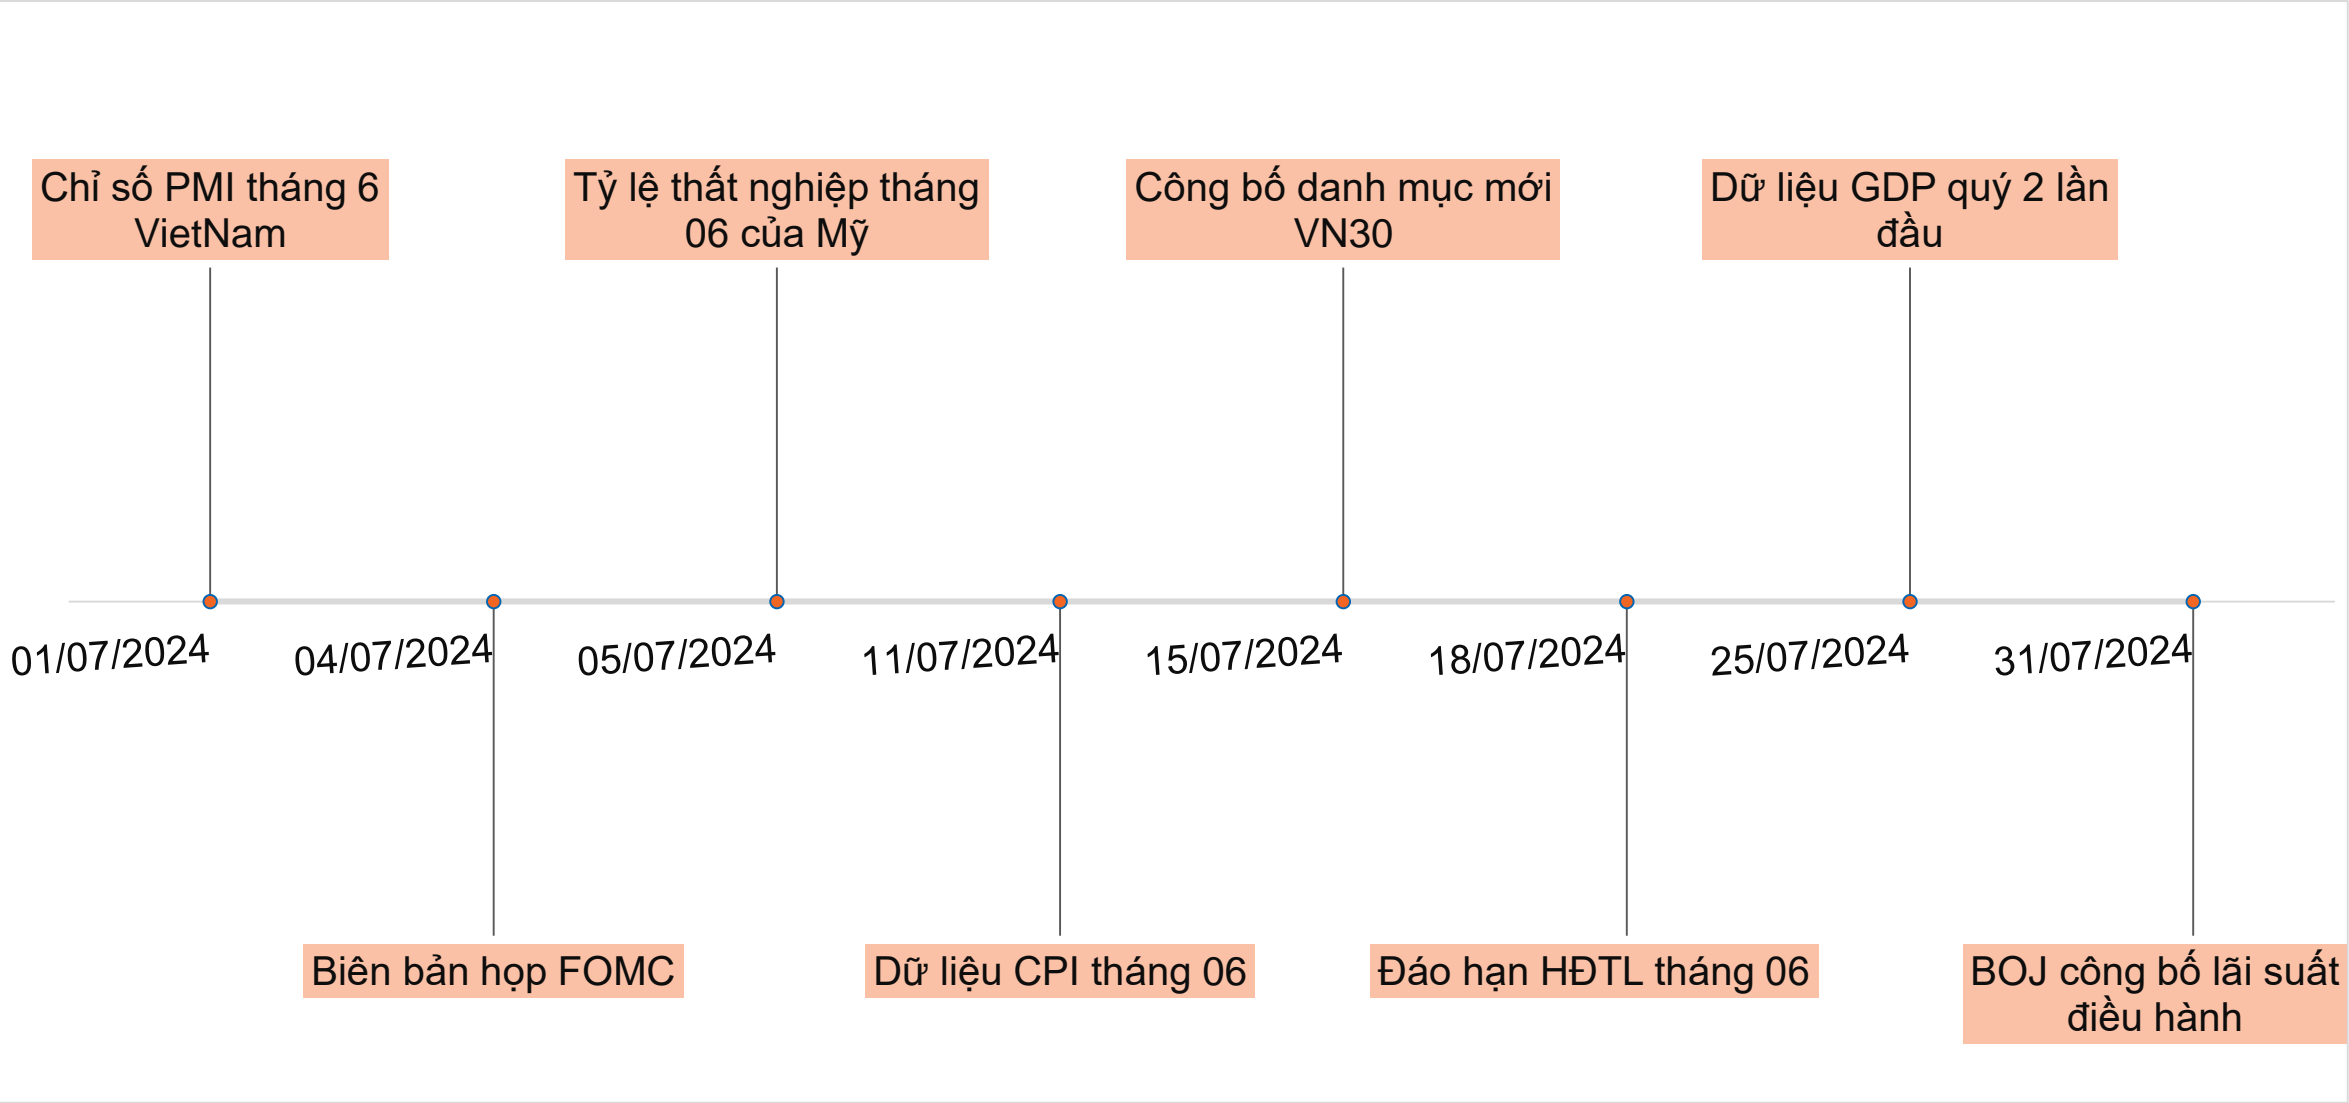 Chỉ số PMI tháng 6
VietNam
Tỷ lệ thất nghiệp tháng
06 của Mỹ
Công bố danh mục mới
VN30
Dữ liệu GDP quý 2 lần
đầu
01/07/2024
04/07/2024
05/07/2024
11/07/2024
15/07/2024
18/07/2024
25/07/2024
31/07/2024
Biên bản họp FOMC
Dữ liệu CPI tháng 06
Đáo hạn HĐTL tháng 06
BOJ công bố lãi suất
điều hành